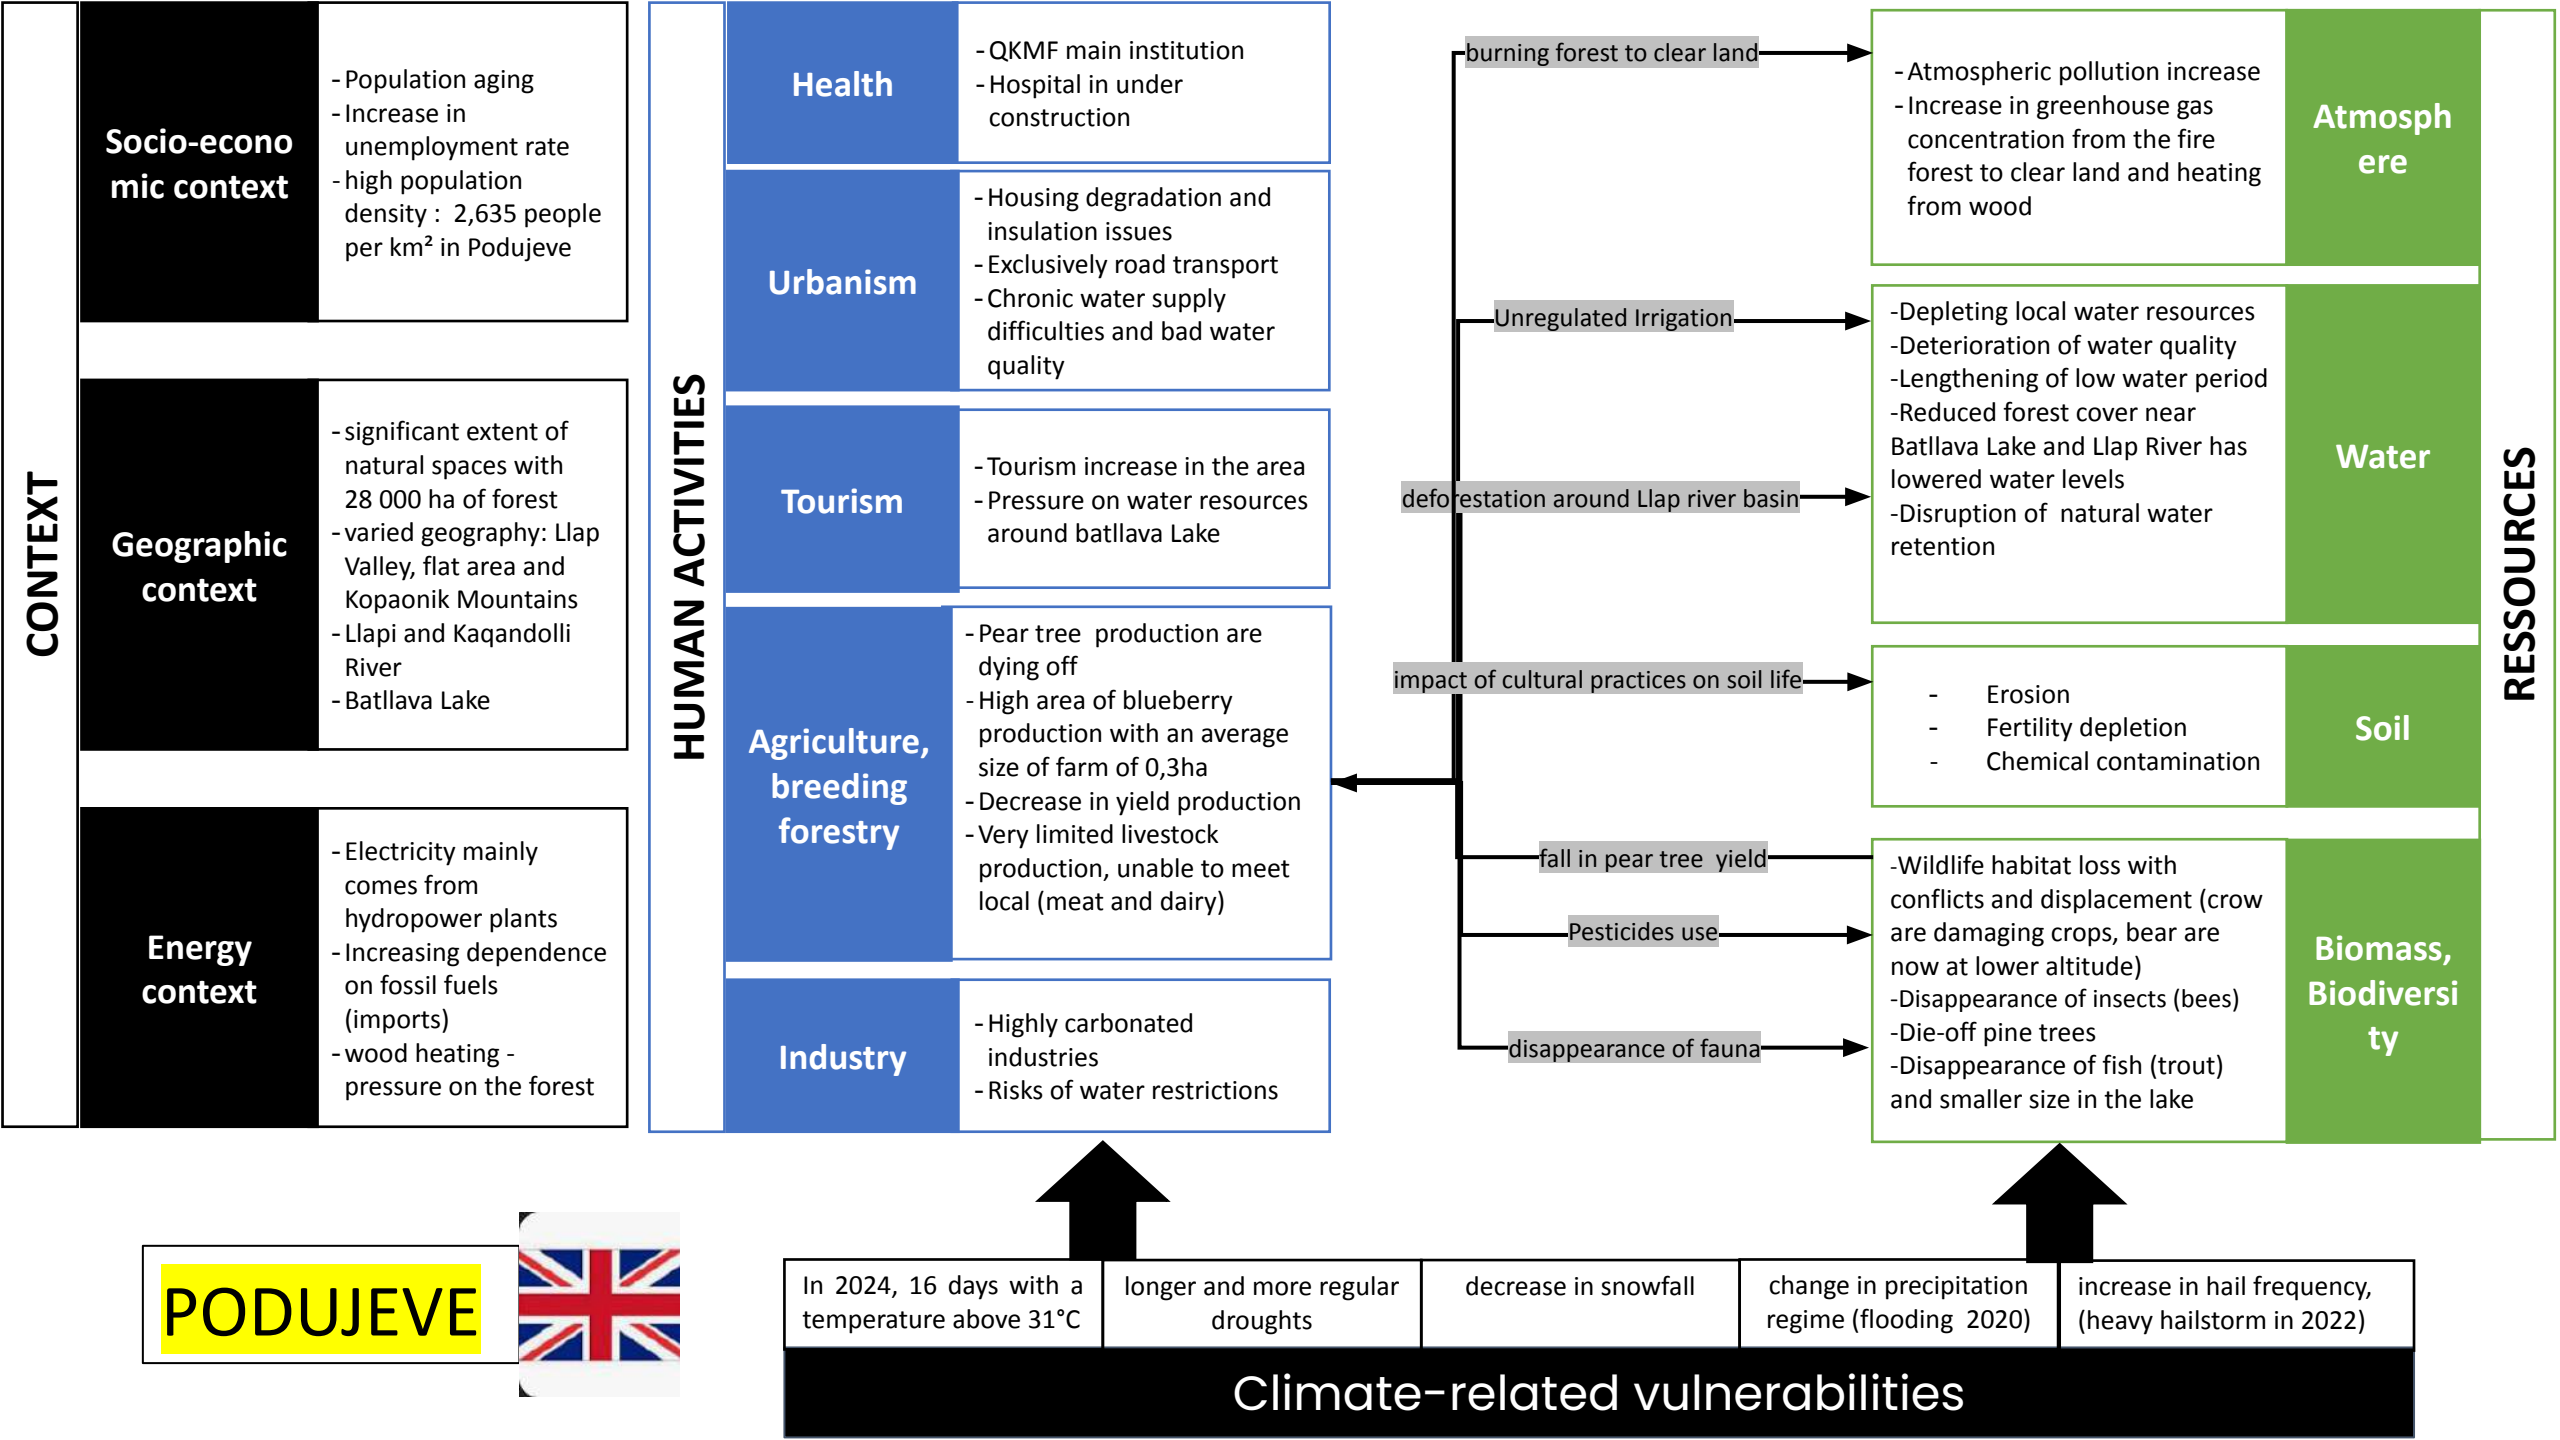 CONTEXT
Socio-econo
mic context
- Population aging
- Increase in
unemployment rate
- high population
density :  2,635 people
per km² in Podujeve
Geographic
context
- significant extent of
natural spaces with
28 000 ha of forest
- varied geography: Llap
Valley, flat area and
Kopaonik Mountains
- Llapi and Kaqandolli
River
- Batllava Lake
Energy
context
- Electricity mainly
comes from
hydropower plants
- Increasing dependence
on fossil fuels
(imports)
- wood heating -
pressure on the forest
HUMAN ACTIVITIES
Health
- QKMF main institution
- Hospital in under
construction
Urbanism
- Housing degradation and
insulation issues
- Exclusively road transport
- Chronic water supply
difficulties and bad water
quality
Tourism
- Tourism increase in the area
- Pressure on water resources
around batllava Lake
Agriculture,
breeding
forestry
- Pear tree  production are
dying off
- High area of blueberry
production with an average
size of farm of 0,3ha
- Decrease in yield production
- Very limited livestock
production, unable to meet
local (meat and dairy)
Industry
- Highly carbonated
industries
- Risks of water restrictions
burning forest to clear land
Unregulated Irrigation
deforestation around Llap river basin
impact of cultural practices on soil life
fall in pear tree  yield
Pesticides use
disappearance of fauna
- Atmospheric pollution increase
- Increase in greenhouse gas
concentration from the fire
forest to clear land and heating
from wood
Atmosph
ere
-Depleting local water resources
-Deterioration of water quality
-Lengthening of low water period
-Reduced forest cover near
Batllava Lake and Llap River has
lowered water levels
-Disruption of  natural water
retention
Water
- Erosion
- Fertility depletion
- Chemical contamination
Soil
-Wildlife habitat loss with
conflicts and displacement (crow
are damaging crops, bear are
now at lower altitude)
-Disappearance of insects (bees)
-Die-off pine trees
-Disappearance of fish (trout)
and smaller size in the lake
Biomass,
Biodiversi
ty
RESSOURCES
PODUJEVE
In 2024, 16 days with a
temperature above 31°C
longer and more regular
droughts
decrease in snowfall
change in precipitation
regime (flooding  2020)
increase in hail frequency,
(heavy hailstorm in 2022)
Climate-related vulnerabilities